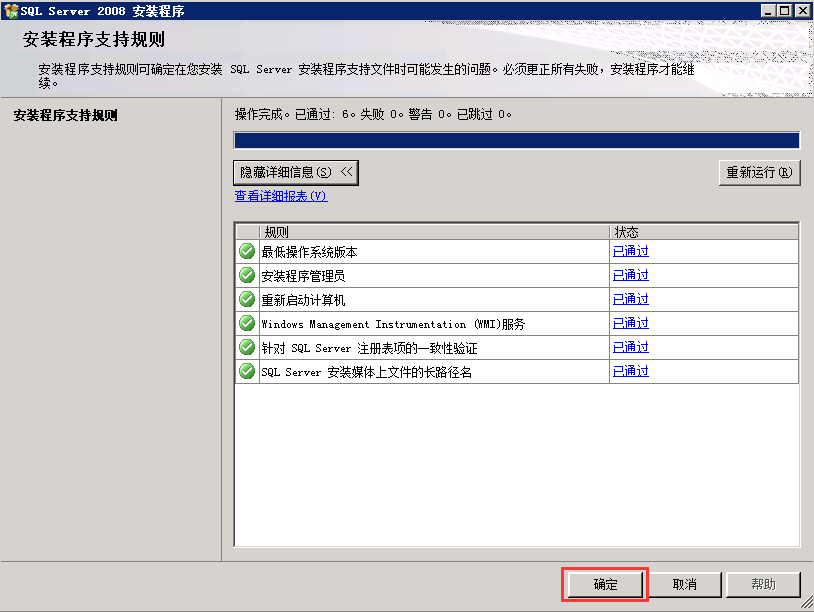 SQL Server 2008 安装程序
安装程序支持规则
安装程序支持规则可确定在您安装 SQL Server 安装程序支持文件时可能发生的问题。必须更正所有失败，安装程序才能继
续。
安装程序支持规则
操作完成。已通过: 6。失败 0。警告 0。已跳过 0。
隐藏详细信息(S) <<
重新运行(R)
查看详细报表(V)
规则 状态
最低操作系统版本 已通过
安装程序管理员 已通过
重新启动计算机 已通过
Windows Management Instrumentation (WMI)服务 已通过
针对 SQL Server 注册表项的一致性验证 已通过
SQL Server 安装媒体上文件的长路径名 已通过
确定 取消 帮助